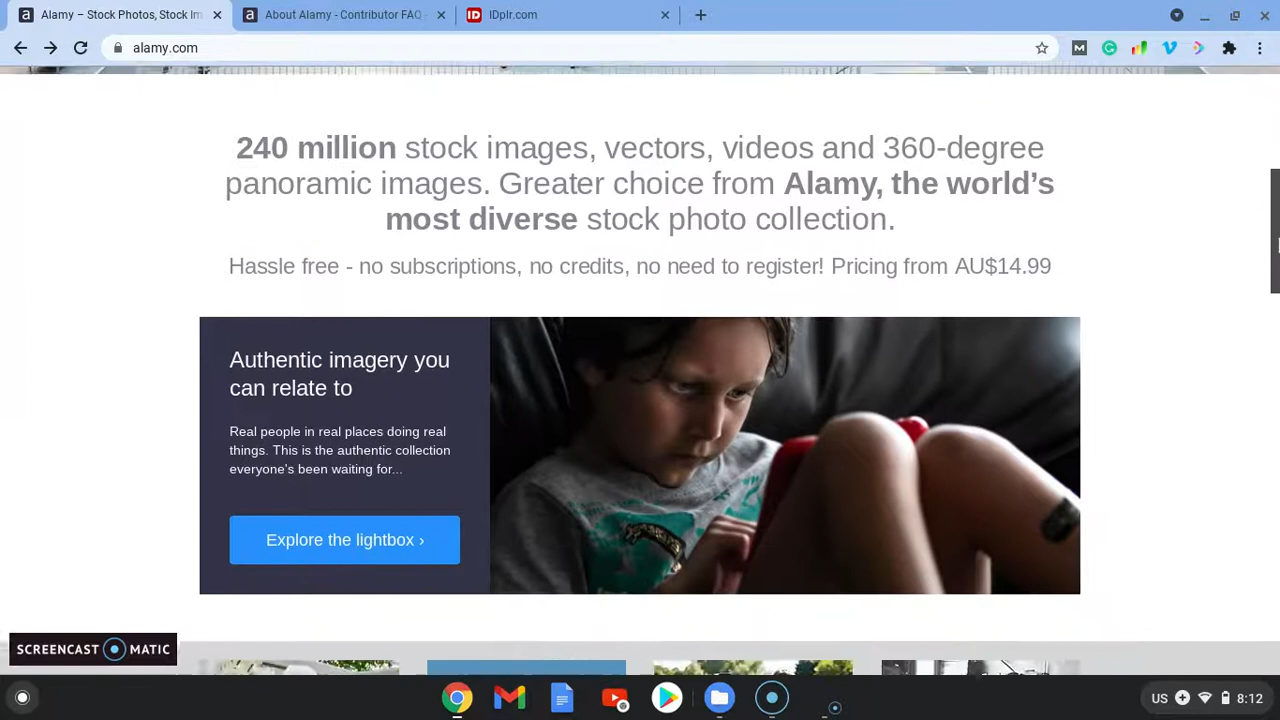 Alamy – Stock Photos, Stock Im
About Alamy - Contributor FAQ -
IDplr.com
alamy.com
240 million stock images, vectors, videos and 360-degree
panoramic images. Greater choice from Alamy, the world’s
most diverse stock photo collection.
Hassle free - no subscriptions, no credits, no need to register! Pricing from AU$14.99
Authentic imagery you
can relate to
Real people in real places doing real
things. This is the authentic collection
everyone's been waiting for...
Explore the lightbox ›
SCREENCAST MATIC
US
8:12